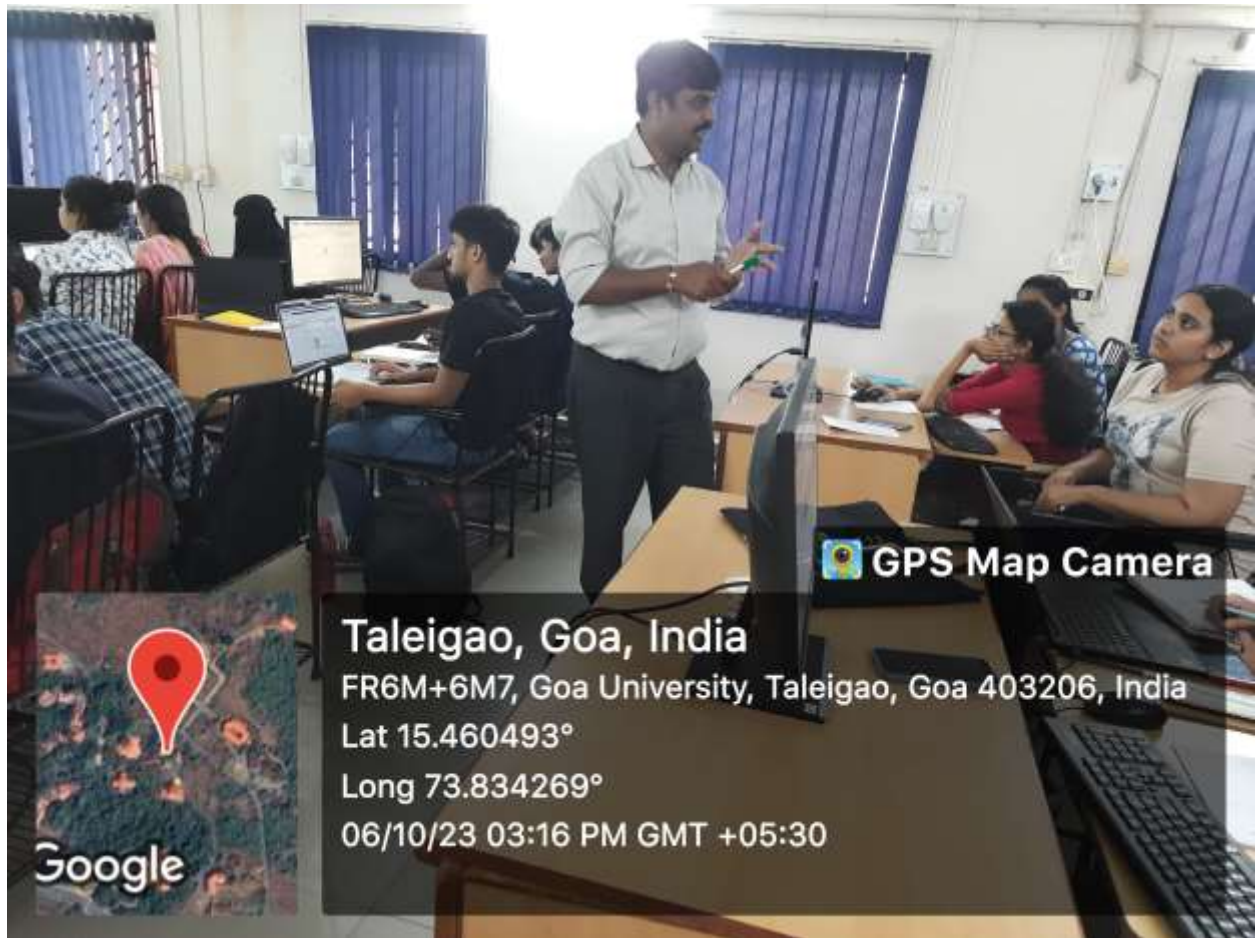 GPS Map Camera
Taleigao, Goa, India
FR6M+6M7, Goa University, Taleigao, Goa 403206, India
Lat 15.460493°
Long 73.834269°
06/10/23 03:16 PM GMT +05:30
Google